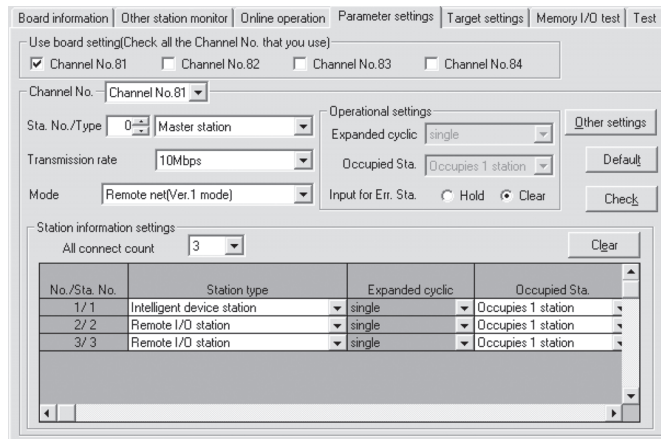 Board information Other station monitor Online operation Parameter settings Target settings Memory I/O test Test
Use board setting(Check all the Channel No. that you use)
Channel No.81 Channel No.82 Channel No.83 Channel No.84
Channel No. Channel No.81
Operational settings
Sta. No./Type 0 Master station
Expanded cyclic single
Other settings
Transmission rate 10Mbps
Occupied Sta. Occupies 1 station
Default
Mode Remote net(Ver.1 mode)
Input for Err. Sta. Hold Clear
Check
Station information settings
All connect count 3
Clear
No./Sta. No. Station type Expanded cyclic Occupied Sta.
1/ 1 Intelligent device station single Occupies 1 station
2/ 2 Remote I/O station single Occupies 1 station
3/ 3 Remote I/O station single Occupies 1 station